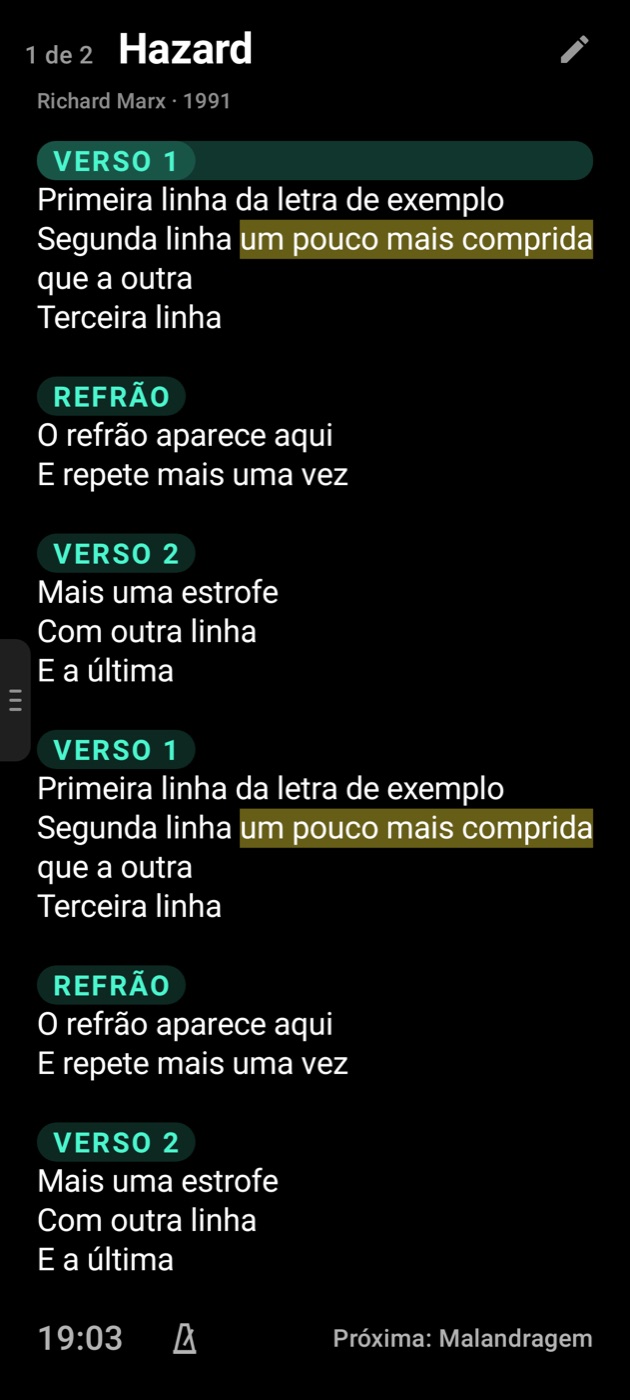 1 de 2 Hazard
Richard Marx · 1991
VERSO 1
Primeira linha da letra de exemplo
Segunda linha um pouco mais comprida
que a outra
Terceira linha
REFRÃO
O refrão aparece aqui
E repete mais uma vez
VERSO 2
Mais uma estrofe
Com outra linha
E a última
VERSO 1
Primeira linha da letra de exemplo
Segunda linha um pouco mais comprida
que a outra
Terceira linha
REFRÃO
O refrão aparece aqui
E repete mais uma vez
VERSO 2
Mais uma estrofe
Com outra linha
E a última
19:03 Próxima: Malandragem